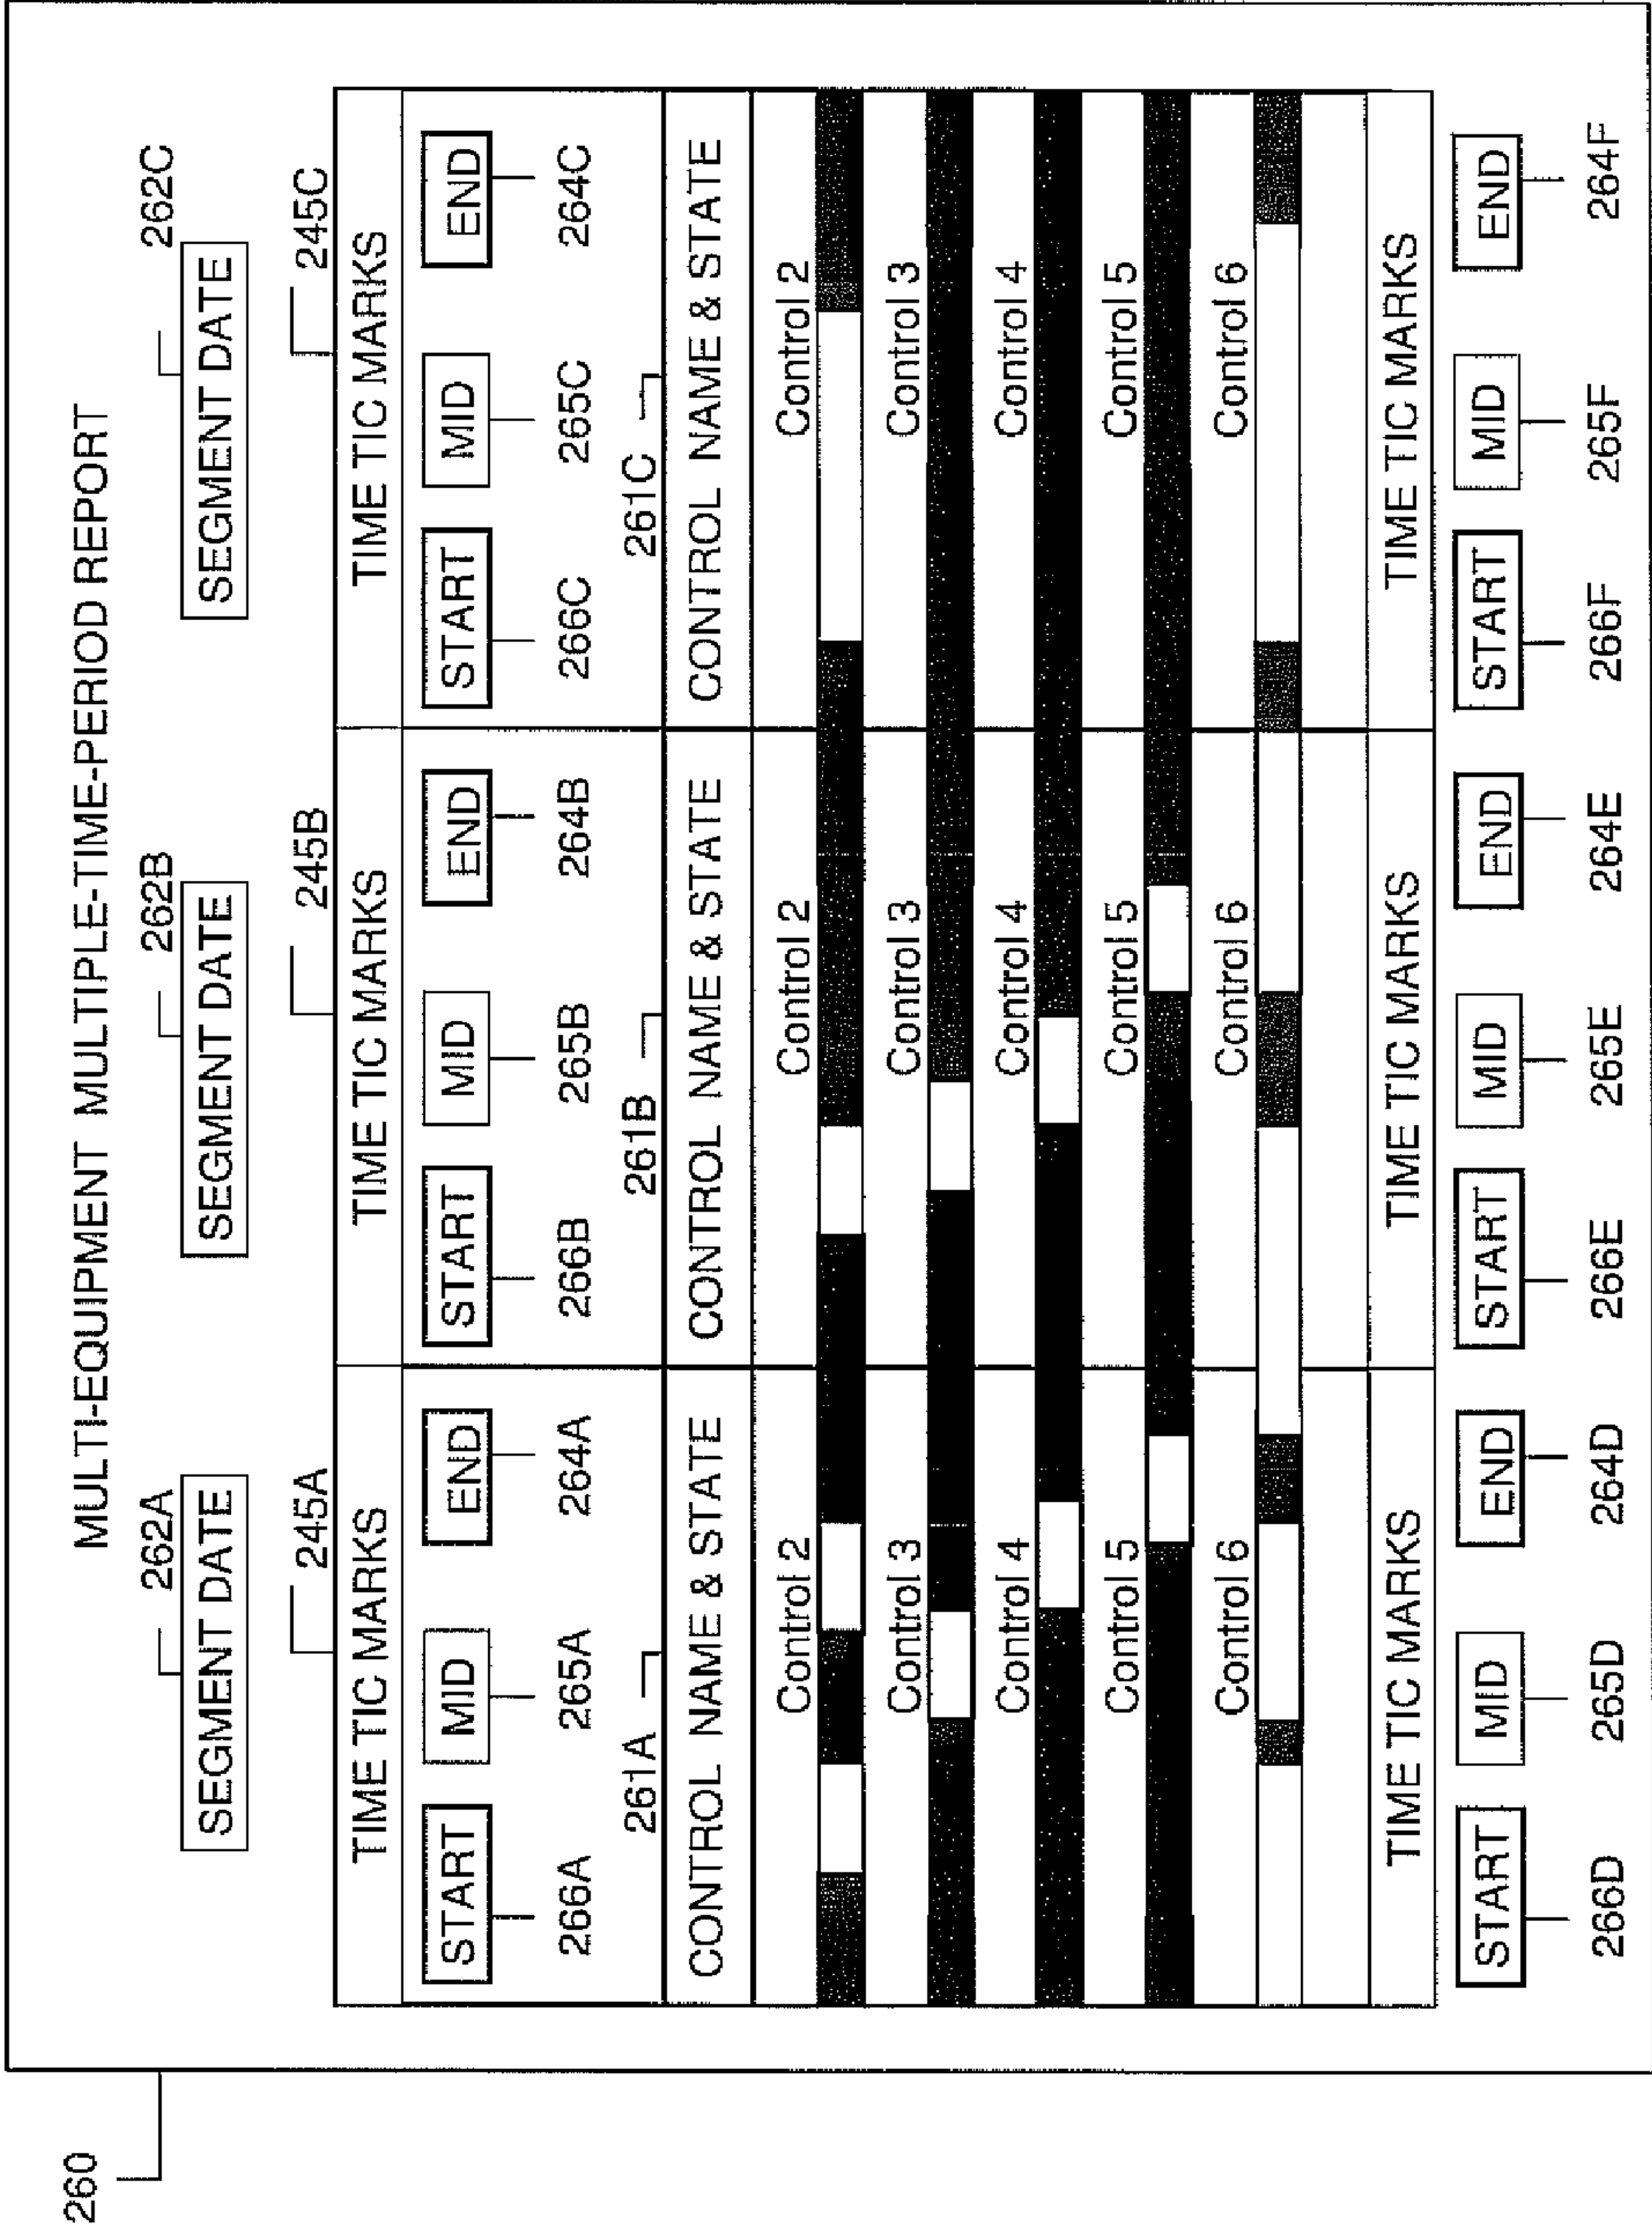 260
MULTI-EQUIPMENT MULTIPLE-TIME-PERIOD REPORT
262A 262B 262C
SEGMENT DATE SEGMENT DATE SEGMENT DATE
245A 245B 245C
TIME TIC MARKS TIME TIC MARKS TIME TIC MARKS
START MID END START MID END START MID END
266A 265A 264A 266B 265B 264B 266C 265C 264C
261A 261B 261C
CONTROL NAME & STATE CONTROL NAME & STATE CONTROL NAME & STATE
Control 2 Control 2 Control 2
Control 3 Control 3 Control 3
Control 4 Control 4 Control 4
Control 5 Control 5 Control 5
Control 6 Control 6 Control 6
TIME TIC MARKS TIME TIC MARKS TIME TIC MARKS
START MID END START MID END START MID END
266D 265D 264D 266E 265E 264E 266F 265F 264F